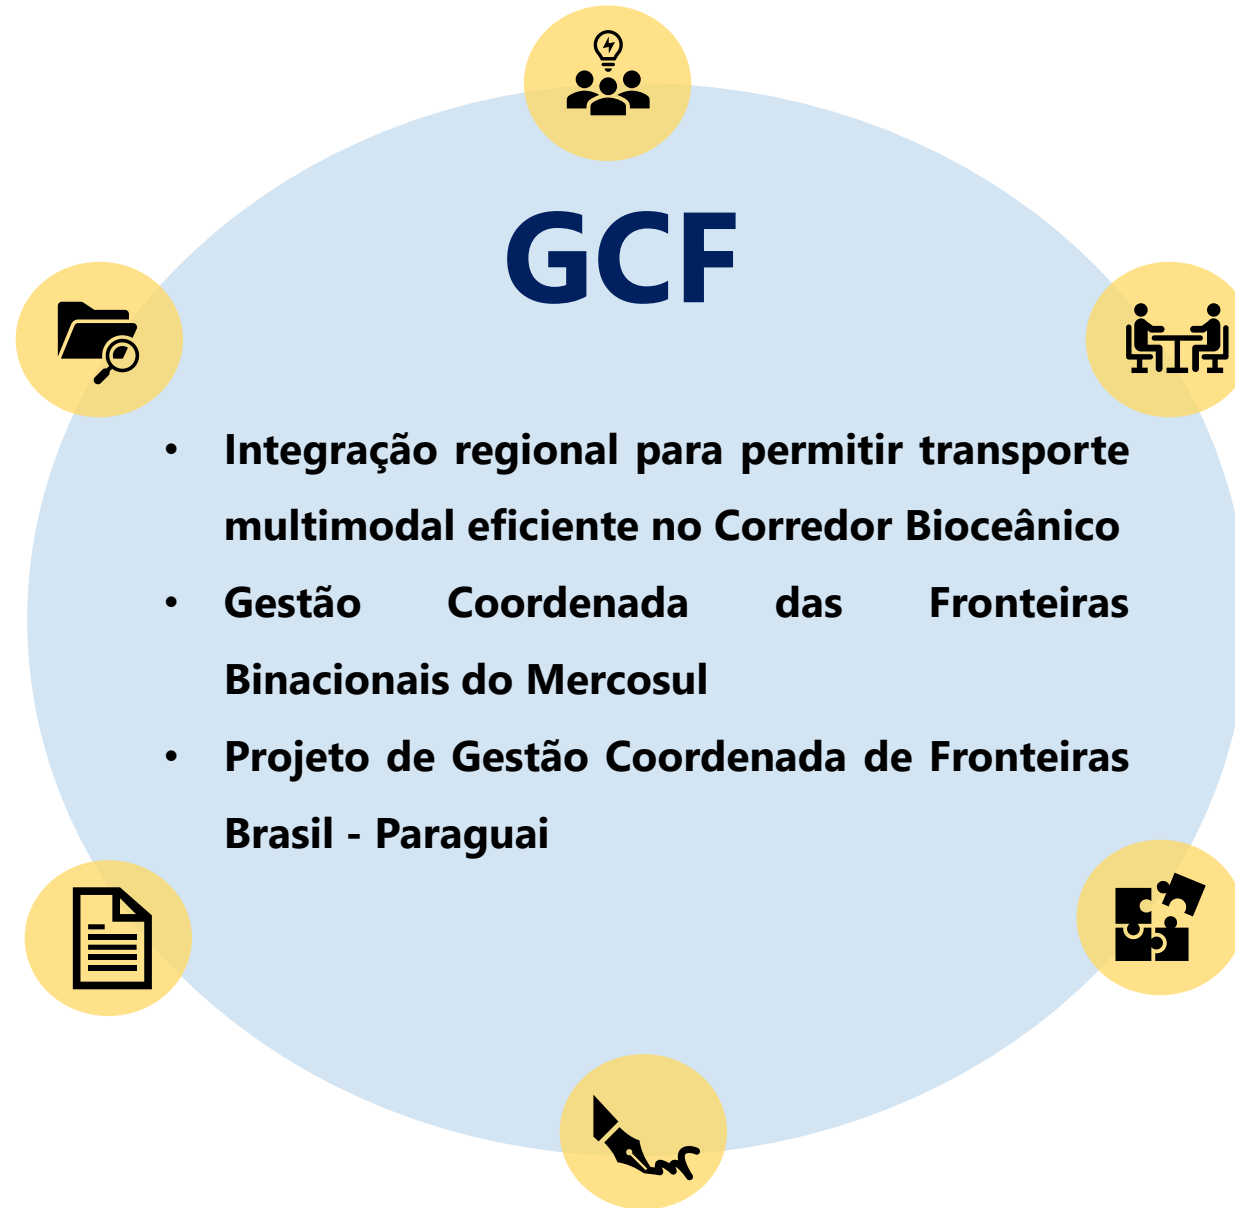 GCF
• Integração regional para permitir transporte
multimodal eficiente no Corredor Bioceânico
• Gestão Coordenada das Fronteiras
Binacionais do Mercosul
• Projeto de Gestão Coordenada de Fronteiras
Brasil - Paraguai